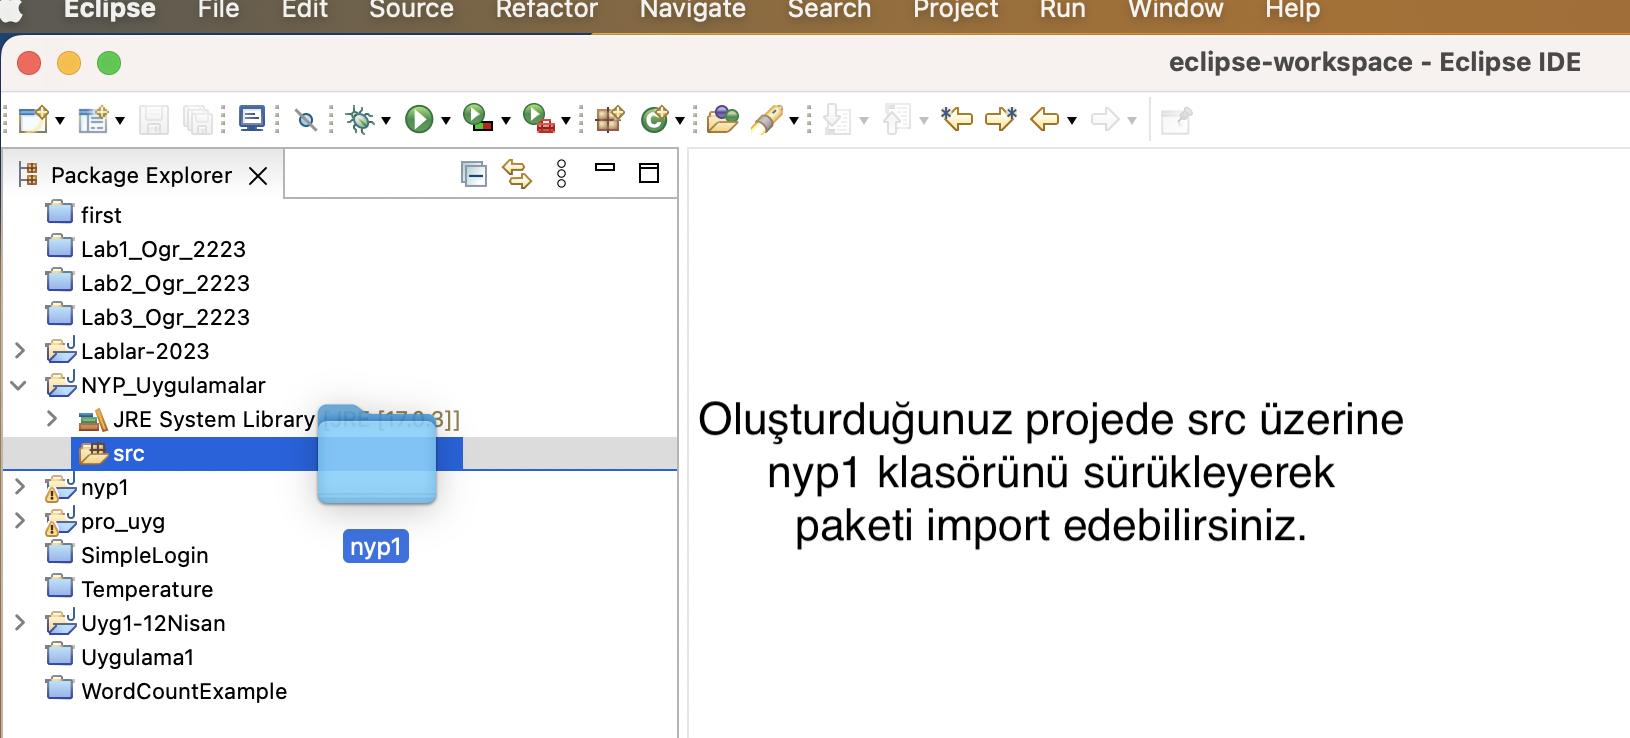 Eclipse File Edit Source Refactor Navigate Search Project Run Window Help
eclipse-workspace - Eclipse IDE
Package Explorer
first
Lab1_Ogr_2223
Lab2_Ogr_2223
Lab3_Ogr_2223
Lablar-2023
NYP_Uygulamalar
JRE System Library [JRE [17.0.3]]
src
nyp1
pro_uyg
SimpleLogin
Temperature
Uyg1-12Nisan
Uygulama1
WordCountExample
nyp1
Oluşturduğunuz projede src üzerine
nyp1 klasörünü sürükleyerek
paketi import edebilirsiniz.